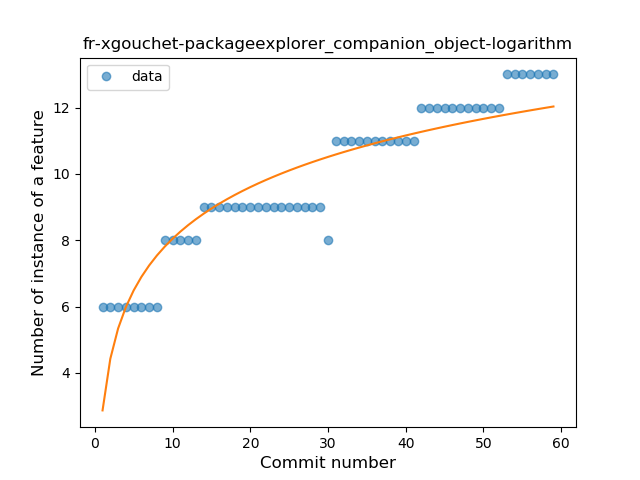 fr-xgouchet-packageexplorer_companion_object-logarithm
data
Number of instance of a feature
12
10
8
6
4
0 10 20 30 40 50 60
Commit number